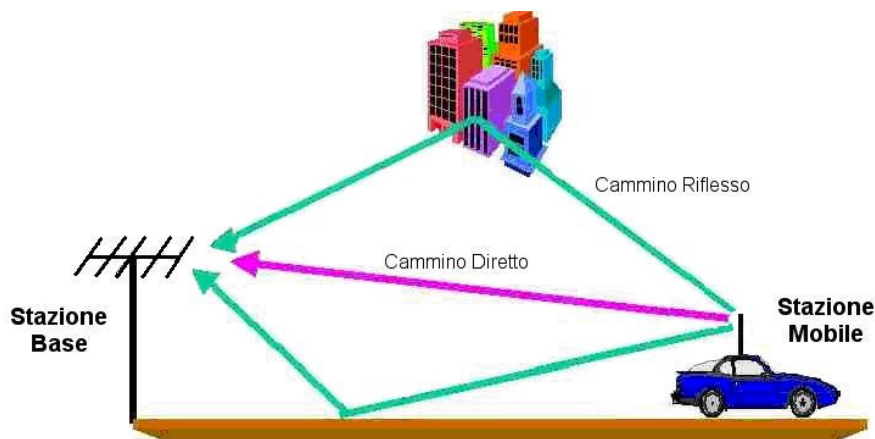 Cammino Riflesso
Cammino Diretto
Stazione
Base
Stazione
Mobile